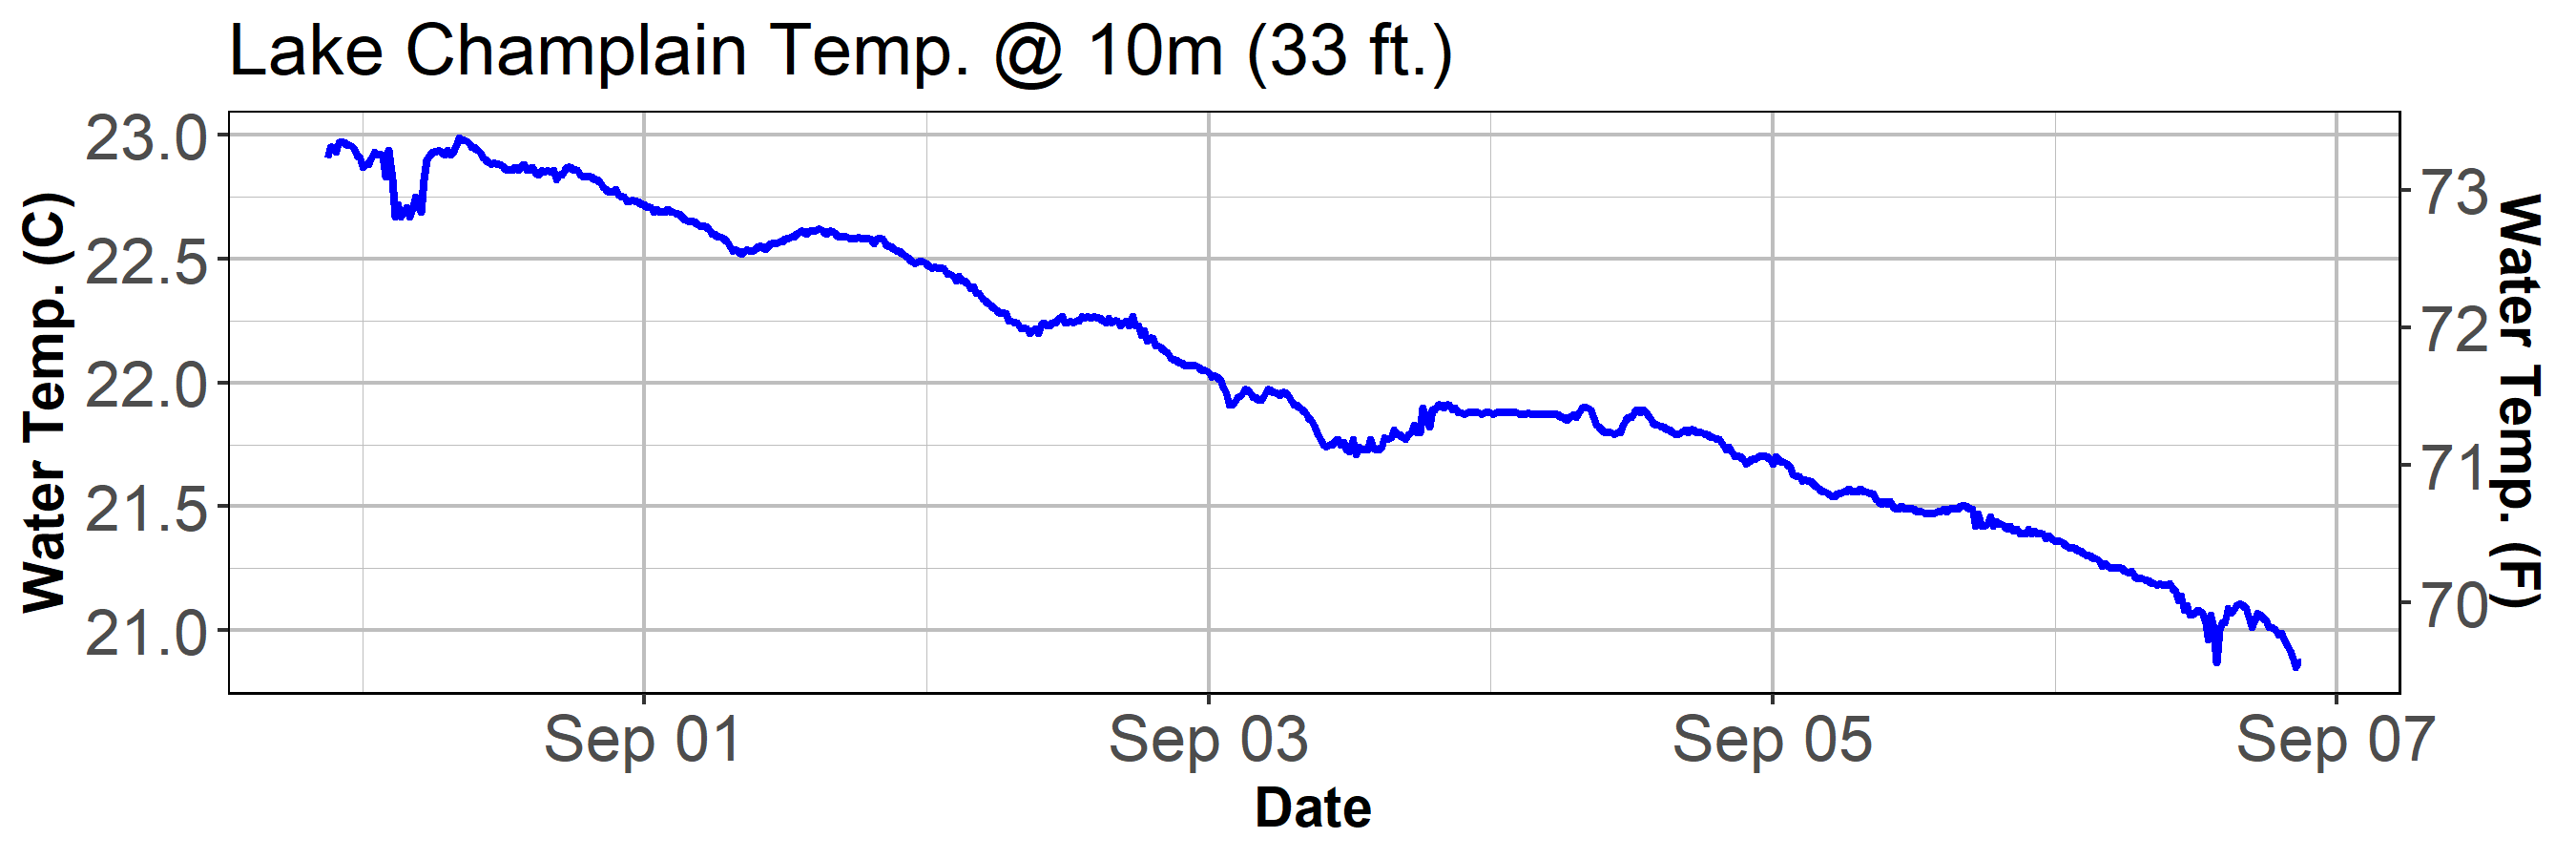 Lake Champlain Temp. @ 10m (33 ft.)
Water Temp. (C)
23.0
22.5
22.0
21.5
21.0
73
72
71
70
Water Temp. (F)
Sep 01 Sep 03 Sep 05 Sep 07
Date